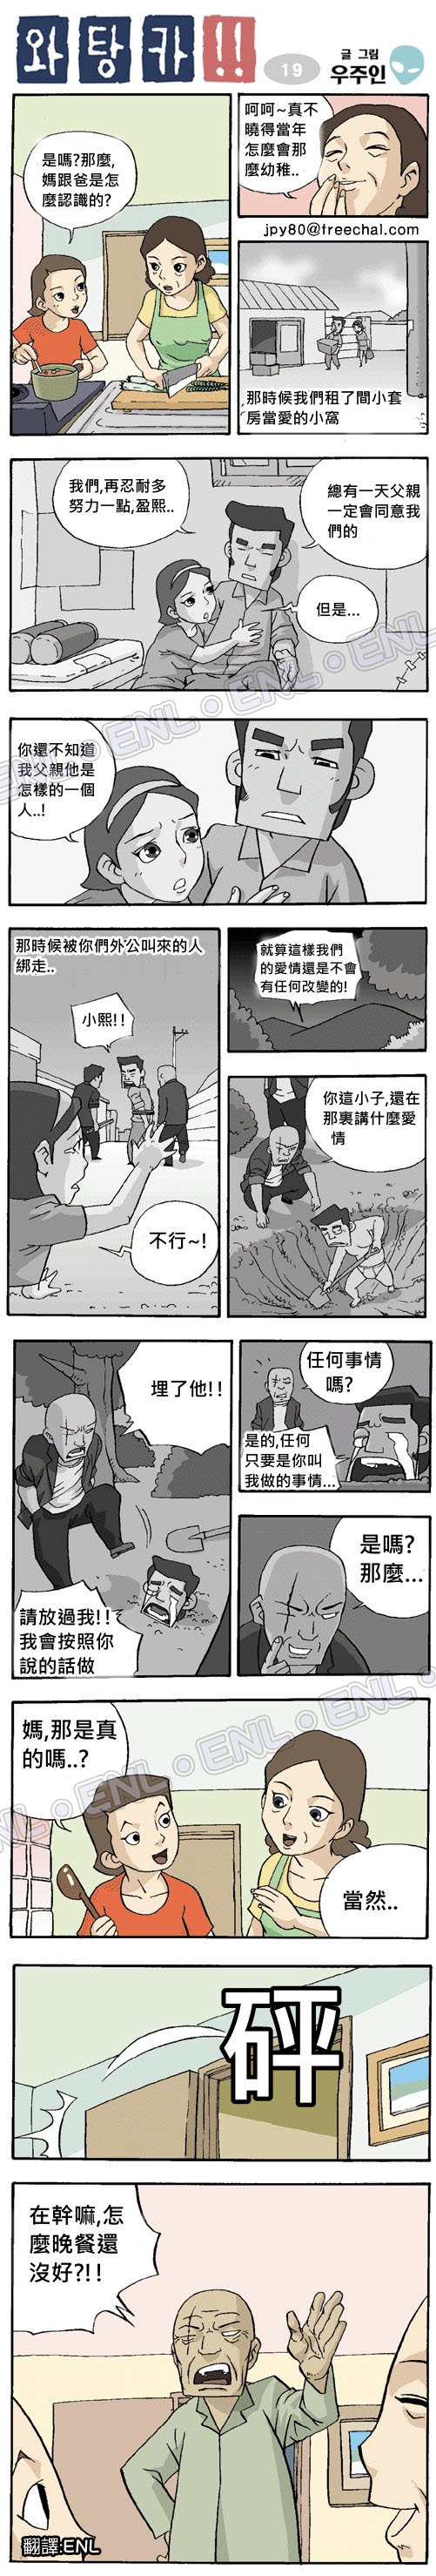 와탕카!!
19
글 그림
우주인
是嗎?那麼,
媽跟爸是怎
麼認識的?
呵呵~真不
曉得當年
怎麼會那
麼幼稚..
jpy80@freechal.com
那時候我們租了間小套
房當愛的小窩
我們,再忍耐多
努力一點,盈熙..
總有一天父親
一定會同意我
們的
但是...
ENL • ENL • ENL • ENL
你還不知道
我父親他是
怎樣的一個
人..!
那時候被你們外公叫來的人
綁走..
小熙!!
不行~!
就算這樣我們
的愛情還是不會
有任何改變的!
你這小子,還在
那裏講什麼愛
情
埋了他!!
請放過我!!
我會按照你
說的話做
任何事情
嗎?
是的,任何
只要是你叫
我做的事情...
是嗎?
那麼...
ENL • ENL • ENL • ENL
媽,那是真
的嗎..?
當然..
砰
在幹嘛,怎
麼晚餐還
沒好?!!
翻譯:ENL